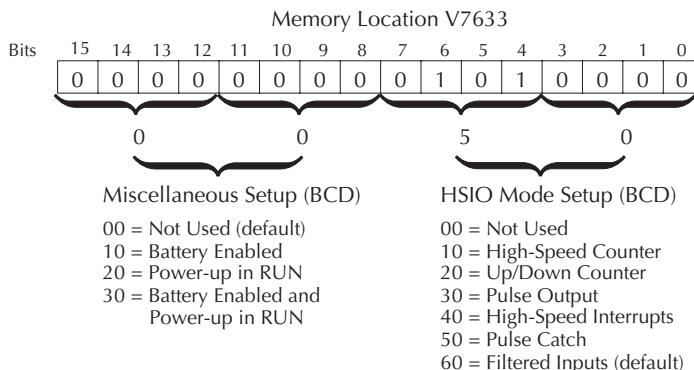 Memory Location V7633
Bits 15 14 13 12 11 10 9 8 7 6 5 4 3 2 1 0
0 0 0 0 0 0 0 0 0 1 0 1 0 0 0 0
0 0 5 0
Miscellaneous Setup (BCD)
00 = Not Used (default)
10 = Battery Enabled
20 = Power-up in RUN
30 = Battery Enabled and
Power-up in RUN
HSIO Mode Setup (BCD)
00 = Not Used
10 = High-Speed Counter
20 = Up/Down Counter
30 = Pulse Output
40 = High-Speed Interrupts
50 = Pulse Catch
60 = Filtered Inputs (default)